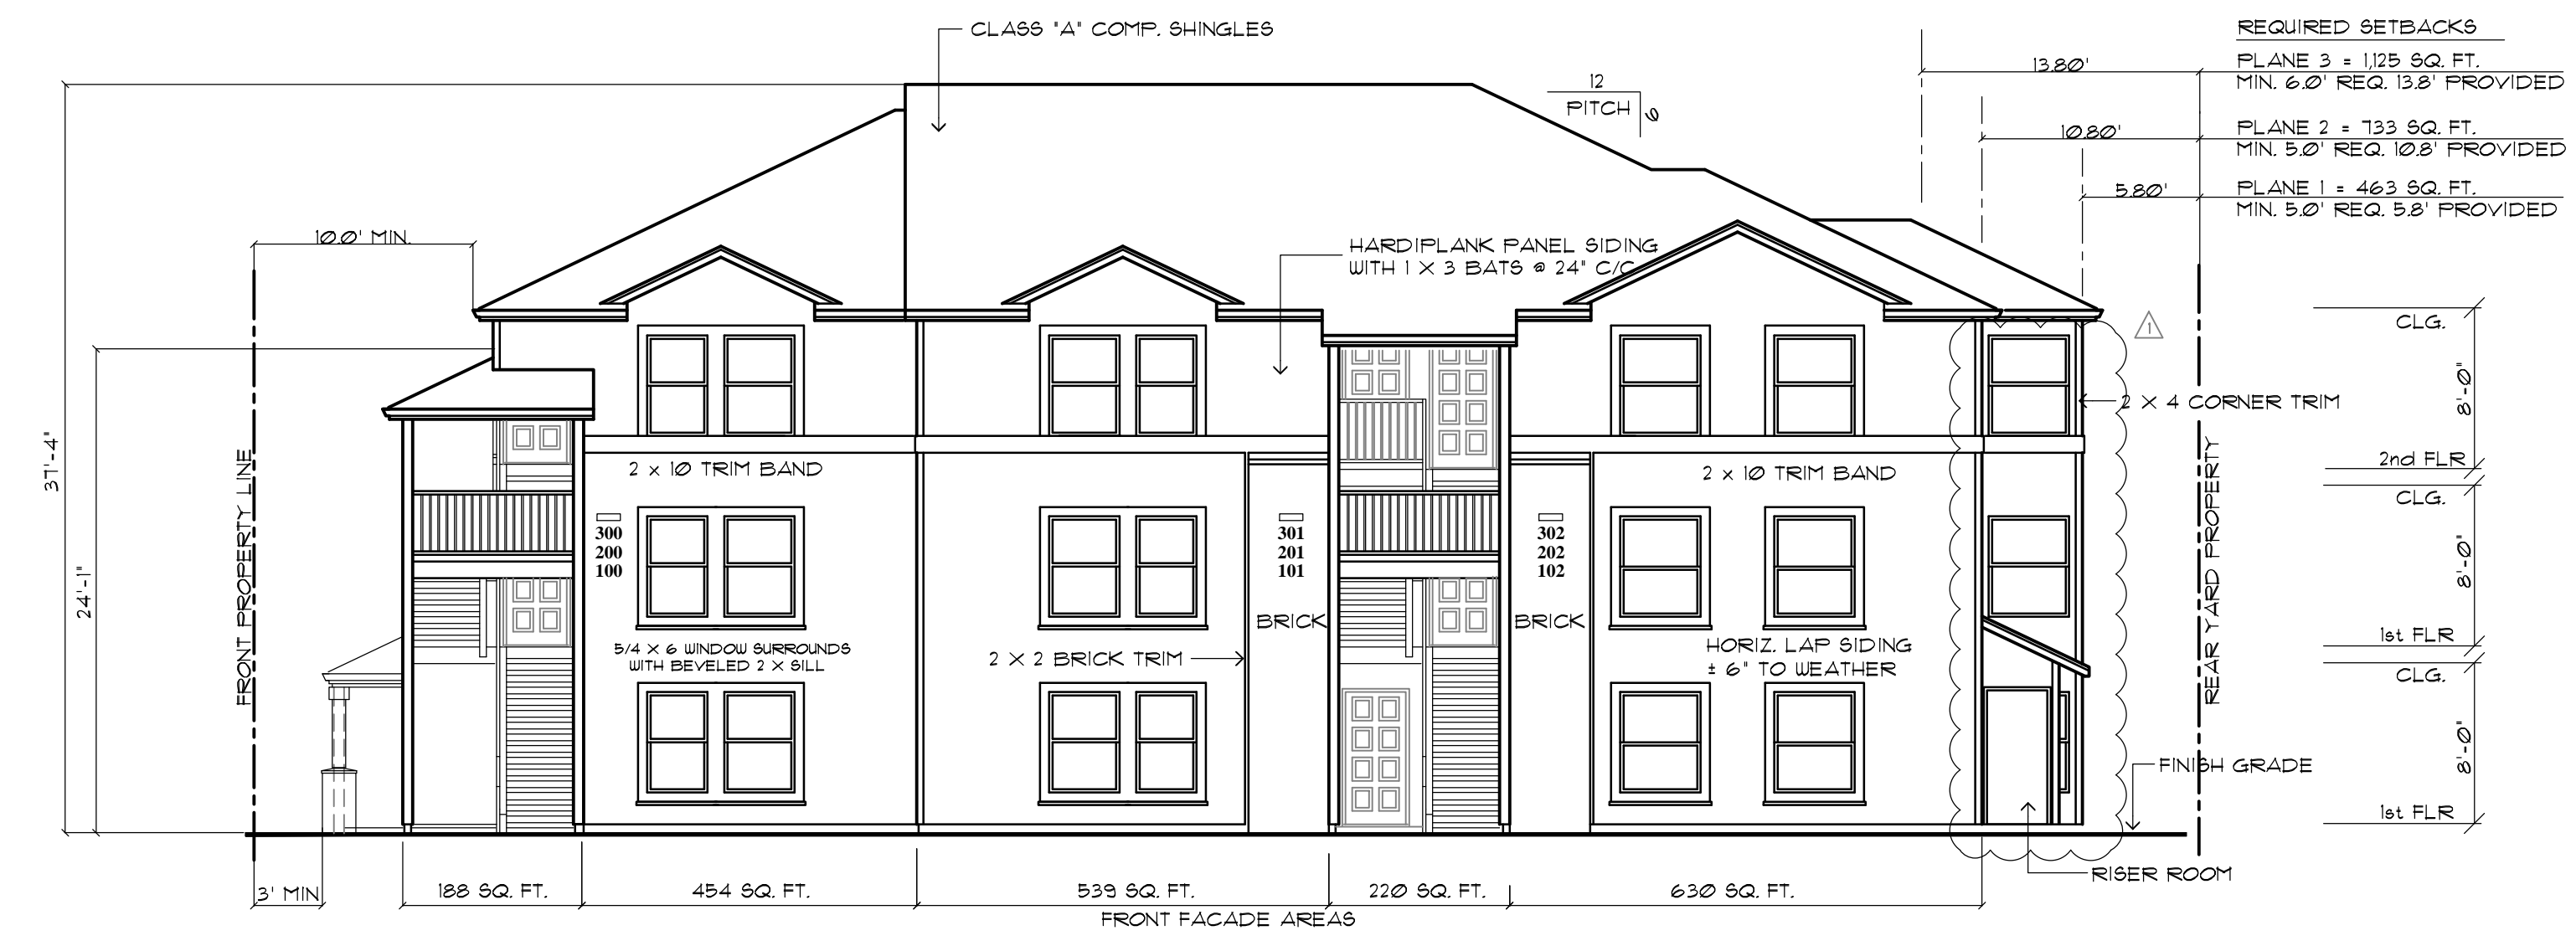 CLASS "A" COMP. SHINGLES
REQUIRED SETBACKS
PLANE 3 = 1,125 SQ. FT.
MIN. 6.0' REQ. 13.8' PROVIDED
13.80'
12
PITCH
6
PLANE 2 = 733 SQ. FT.
MIN. 5.0' REQ. 10.8' PROVIDED
10.80'
PLANE 1 = 463 SQ. FT.
MIN. 5.0' REQ. 5.8' PROVIDED
5.80'
10.0' MIN.
HARDIPLANK PANEL SIDING
WITH 1 X 3 BATS @ 24" C/C
1
CLG.
8'-0"
2 X 4 CORNER TRIM
37'-4"
24'-1"
FRONT PROPERTY LINE
2 x 10 TRIM BAND
2 x 10 TRIM BAND
2nd FLR
REAR YARD PROPERTY
CLG.
8'-0"
300
200
100
301
201
101
302
202
102
BRICK
BRICK
5/4 X 6 WINDOW SURROUNDS
WITH BEVELED 2 X SILL
2 X 2 BRICK TRIM
HORIZ. LAP SIDING
± 6" TO WEATHER
1st FLR
CLG.
8'-0"
FINISH GRADE
1st FLR
RISER ROOM
3' MIN
188 SQ. FT.
454 SQ. FT.
539 SQ. FT.
220 SQ. FT.
630 SQ. FT.
FRONT FACADE AREAS